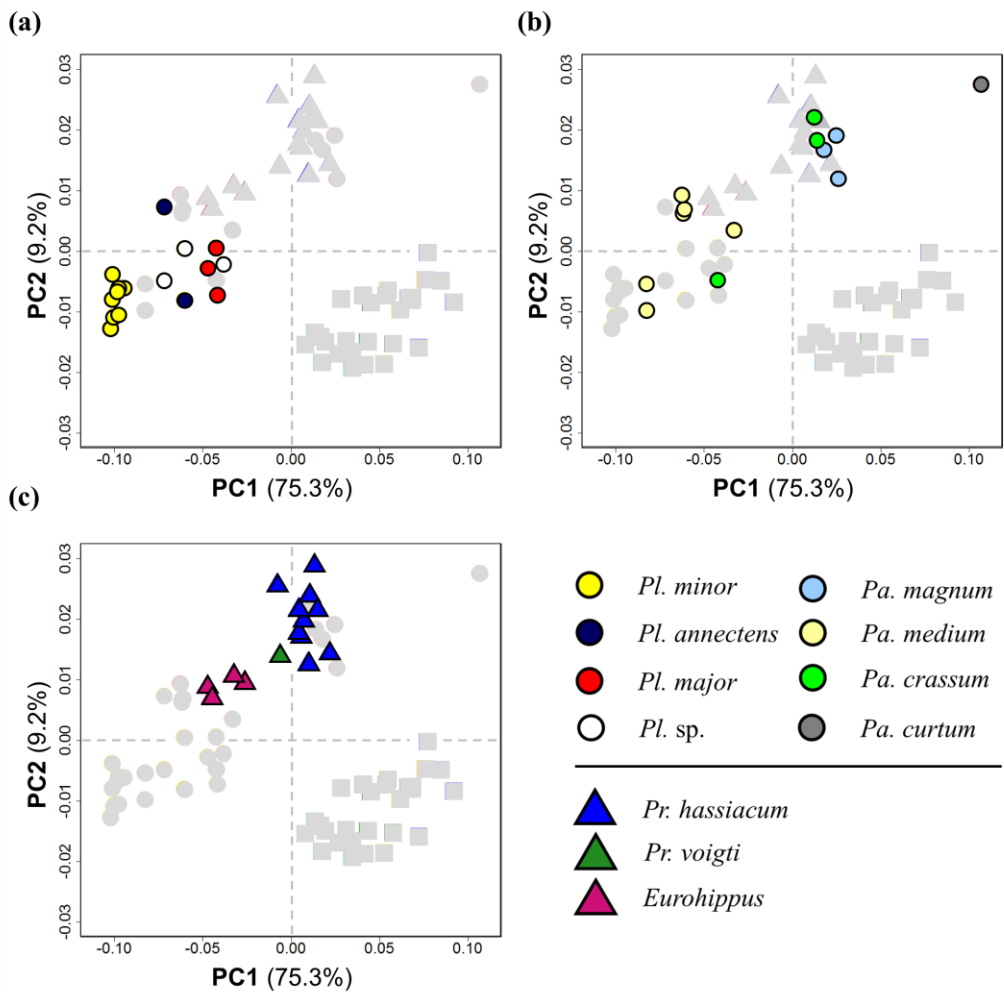 (a)
(b)
0.03
0.02
0.01
0.00
-0.01
-0.02
-0.03
PC2 (9.2%)
-0.10
-0.05
0.00
0.05
0.10
PC1 (75.3%)
0.03
0.02
0.01
0.00
-0.01
-0.02
-0.03
PC2 (9.2%)
-0.10
-0.05
0.00
0.05
0.10
PC1 (75.3%)
(c)
0.03
0.02
0.01
0.00
-0.01
-0.02
-0.03
PC2 (9.2%)
-0.10
-0.05
0.00
0.05
0.10
PC1 (75.3%)
Pl. minor
Pl. annectens
Pl. major
Pl. sp.
Pa. magnum
Pa. medium
Pa. crassum
Pa. curtum
Pr. hassiacum
Pr. voigti
Eurohippus